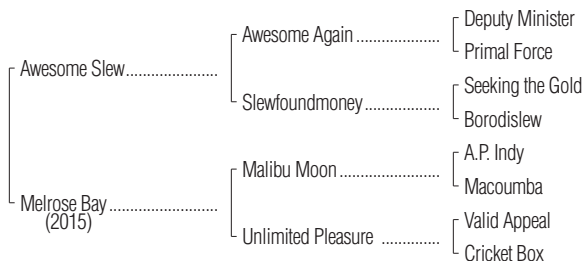 Deputy Minister
Awesome Again ....................
Primal Force
Awesome Slew ......................
Seeking the Gold
Slewfoundmoney ..................
Borodislew
A.P. Indy
Malibu Moon ........................
Macoumba
Melrose Bay ..........................
(2015)
Valid Appeal
Unlimited Pleasure ...............
Cricket Box